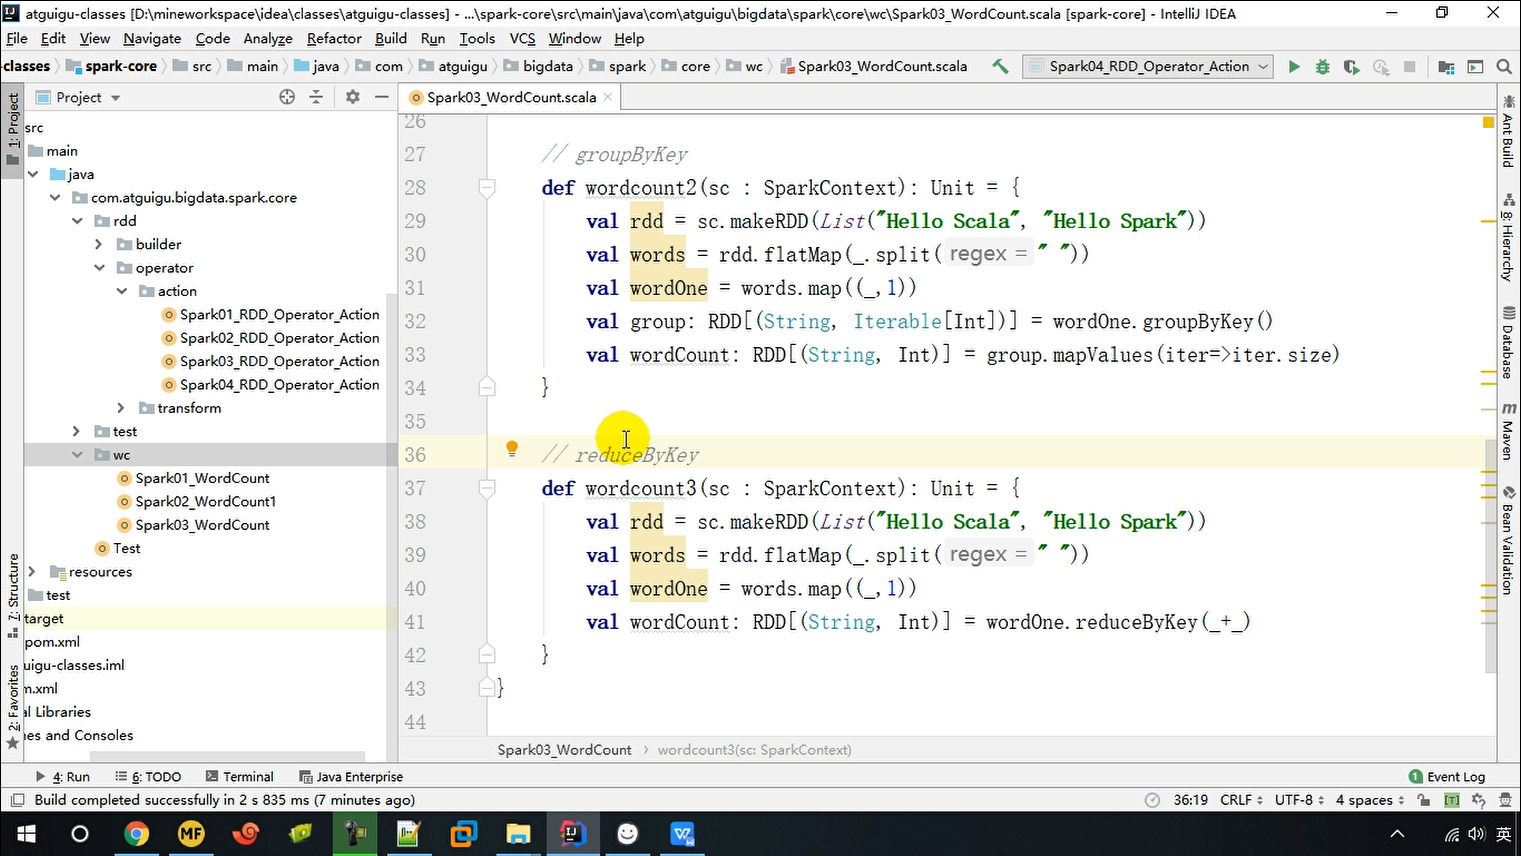 atguigu-classes [D:\mineworkspace\idea\classes\atguigu-classes] - ...\spark-core\src\main\java\com\atguigu\bigdata\spark\core\wc\Spark03_WordCount.scala [spark-core] - IntelliJ IDEA
File Edit View Navigate Code Analyze Refactor Build Run Tools VCS Window Help
-classes spark-core src main java com atguigu bigdata spark core wc Spark03_WordCount.scala Spark04_RDD_Operator_Action
1: Project
Project
Spark03_WordCount.scala
src
main
java
com.atguigu.bigdata.spark.core
rdd
builder
operator
action
Spark01_RDD_Operator_Action
Spark02_RDD_Operator_Action
Spark03_RDD_Operator_Action
Spark04_RDD_Operator_Action
transform
test
wc
Spark01_WordCount
Spark02_WordCount1
Spark03_WordCount
Test
resources
test
target
pom.xml
uigu-classes.iml
n.xml
al Libraries
nes and Consoles
7: Structure
2: Favorites
26
27 // groupByKey
28 def wordcount2(sc : SparkContext): Unit = {
29 val rdd = sc.makeRDD(List("Hello Scala", "Hello Spark"))
30 val words = rdd.flatMap(_.split( regex = " "))
31 val wordOne = words.map((_,1))
32 val group: RDD[(String, Iterable[Int])] = wordOne.groupByKey()
33 val wordCount: RDD[(String, Int)] = group.mapValues(iter=>iter.size)
34 }
35
36 // reduceByKey
37 def wordcount3(sc : SparkContext): Unit = {
38 val rdd = sc.makeRDD(List("Hello Scala", "Hello Spark"))
39 val words = rdd.flatMap(_.split( regex = " "))
40 val wordOne = words.map((_,1))
41 val wordCount: RDD[(String, Int)] = wordOne.reduceByKey(_+_)
42 }
43 }
44
Spark03_WordCount › wordcount3(sc: SparkContext)
Ant Build
8: Hierarchy
Database
m Maven
Bean Validation
4: Run 6: TODO Terminal Java Enterprise 1 Event Log
Build completed successfully in 2 s 835 ms (7 minutes ago) 36:19 CRLF UTF-8 4 spaces [T]
MF IJ 英